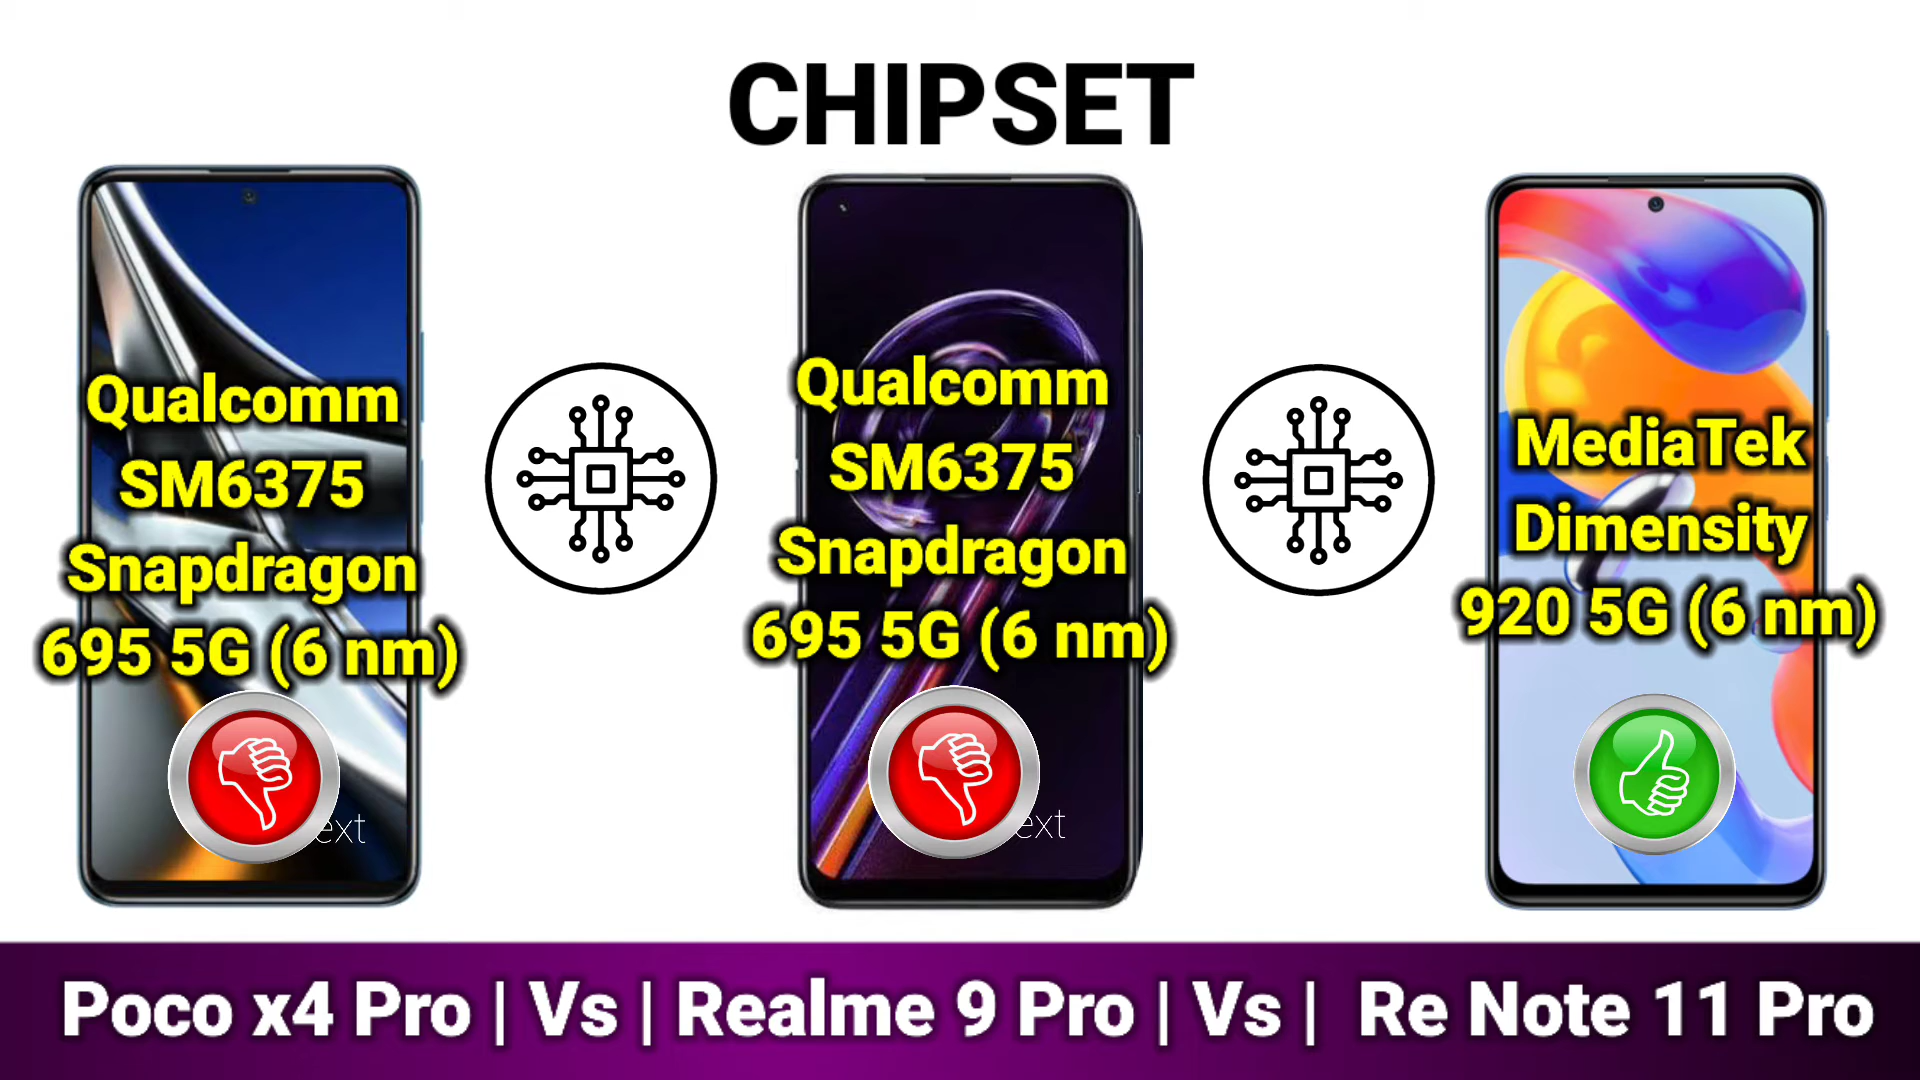 CHIPSET
Qualcomm
SM6375
Snapdragon
695 5G (6 nm)
Qualcomm
SM6375
Snapdragon
695 5G (6 nm)
MediaTek
Dimensity
920 5G (6 nm)
ext
ext
Poco x4 Pro | Vs | Realme 9 Pro | Vs | Re Note 11 Pro